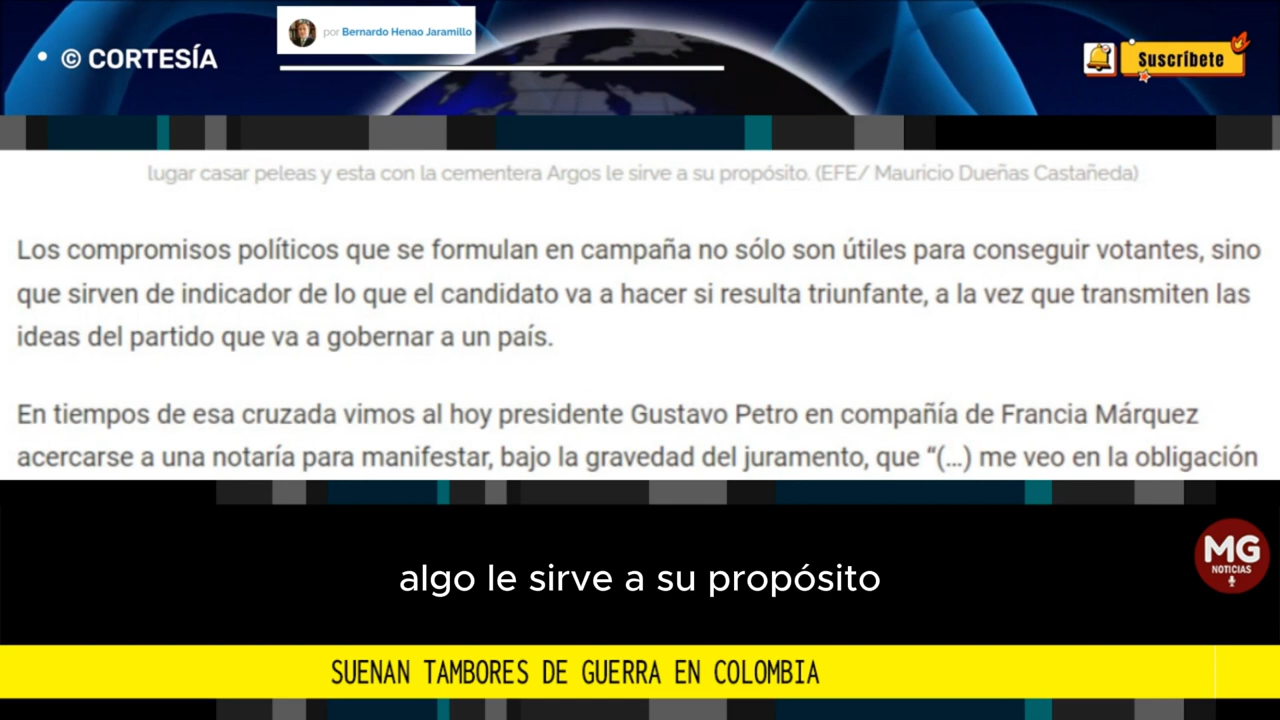 por Bernardo Henao Jaramillo
• © CORTESÍA
Suscríbete
lugar casar peleas y esta con la cementera Argos le sirve a su propósito. (EFE/ Mauricio Dueñas Castañeda)
Los compromisos políticos que se formulan en campaña no sólo son útiles para conseguir votantes, sino
que sirven de indicador de lo que el candidato va a hacer si resulta triunfante, a la vez que transmiten las
ideas del partido que va a gobernar a un país.
En tiempos de esa cruzada vimos al hoy presidente Gustavo Petro en compañía de Francia Márquez
acercarse a una notaría para manifestar, bajo la gravedad del juramento, que “(...) me veo en la obligación
MG
NOTICIAS
algo le sirve a su propósito
SUENAN TAMBORES DE GUERRA EN COLOMBIA